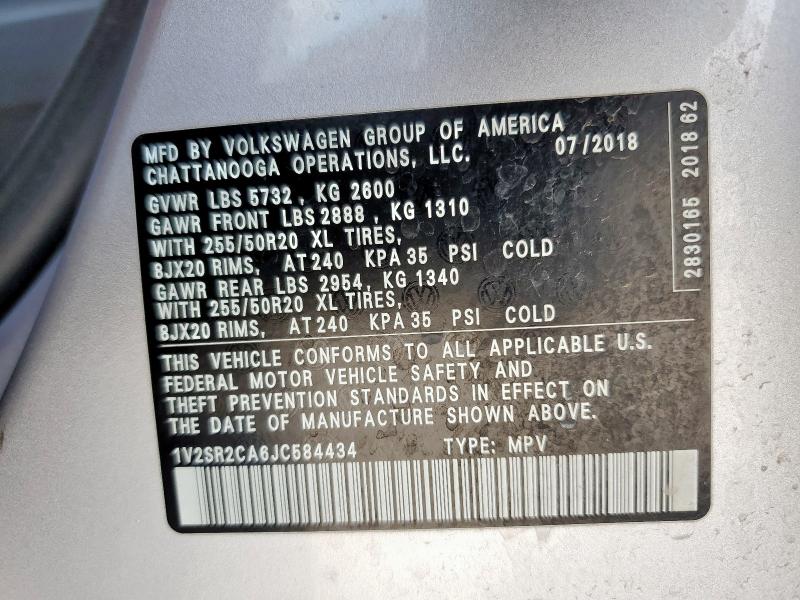 MFD BY VOLKSWAGEN GROUP OF AMERICA
CHATTANOOGA OPERATIONS, LLC. 07/2018
GVWR LBS 5732, KG 2600
GAWR FRONT LBS 2888, KG 1310
WITH 255/50R20 XL TIRES,
8JX20 RIMS, AT 240 KPA 35 PSI COLD
GAWR REAR LBS 2954, KG 1340
WITH 255/50R20 XL TIRES,
8JX20 RIMS, AT 240 KPA 35 PSI COLD
THIS VEHICLE CONFORMS TO ALL APPLICABLE U.S.
FEDERAL MOTOR VEHICLE SAFETY AND
THEFT PREVENTION STANDARDS IN EFFECT ON
THE DATE OF MANUFACTURE SHOWN ABOVE.
1V2SR2CA6JC584434 TYPE: MPV
2830165 2018 62